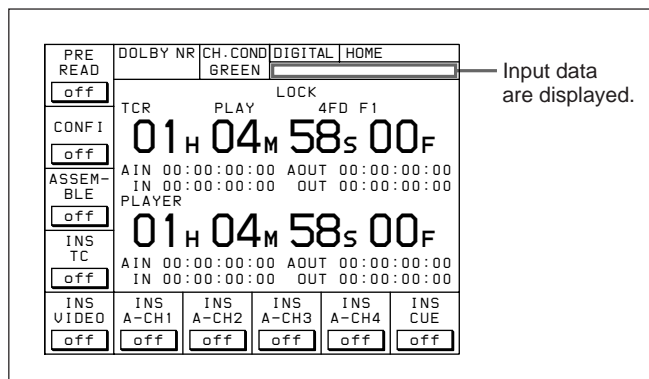 PRE READ
off
DOLBY NR
CH.COND
GREEN
DIGITAL
HOME
Input data
are displayed.
LOCK
TCR PLAY 4FD F1
01H 04M 58S 00F
AIN 00:00:00:00 AOUT 00:00:00:00
IN 00:00:00:00 OUT 00:00:00:00
PLAYER
01H 04M 58S 00F
AIN 00:00:00:00 AOUT 00:00:00:00
IN 00:00:00:00 OUT 00:00:00:00
CONFI
off
ASSEM-
BLE
off
INS
TC
off
INS
VIDEO
off
INS
A-CH1
off
INS
A-CH2
off
INS
A-CH3
off
INS
A-CH4
off
INS
CUE
off